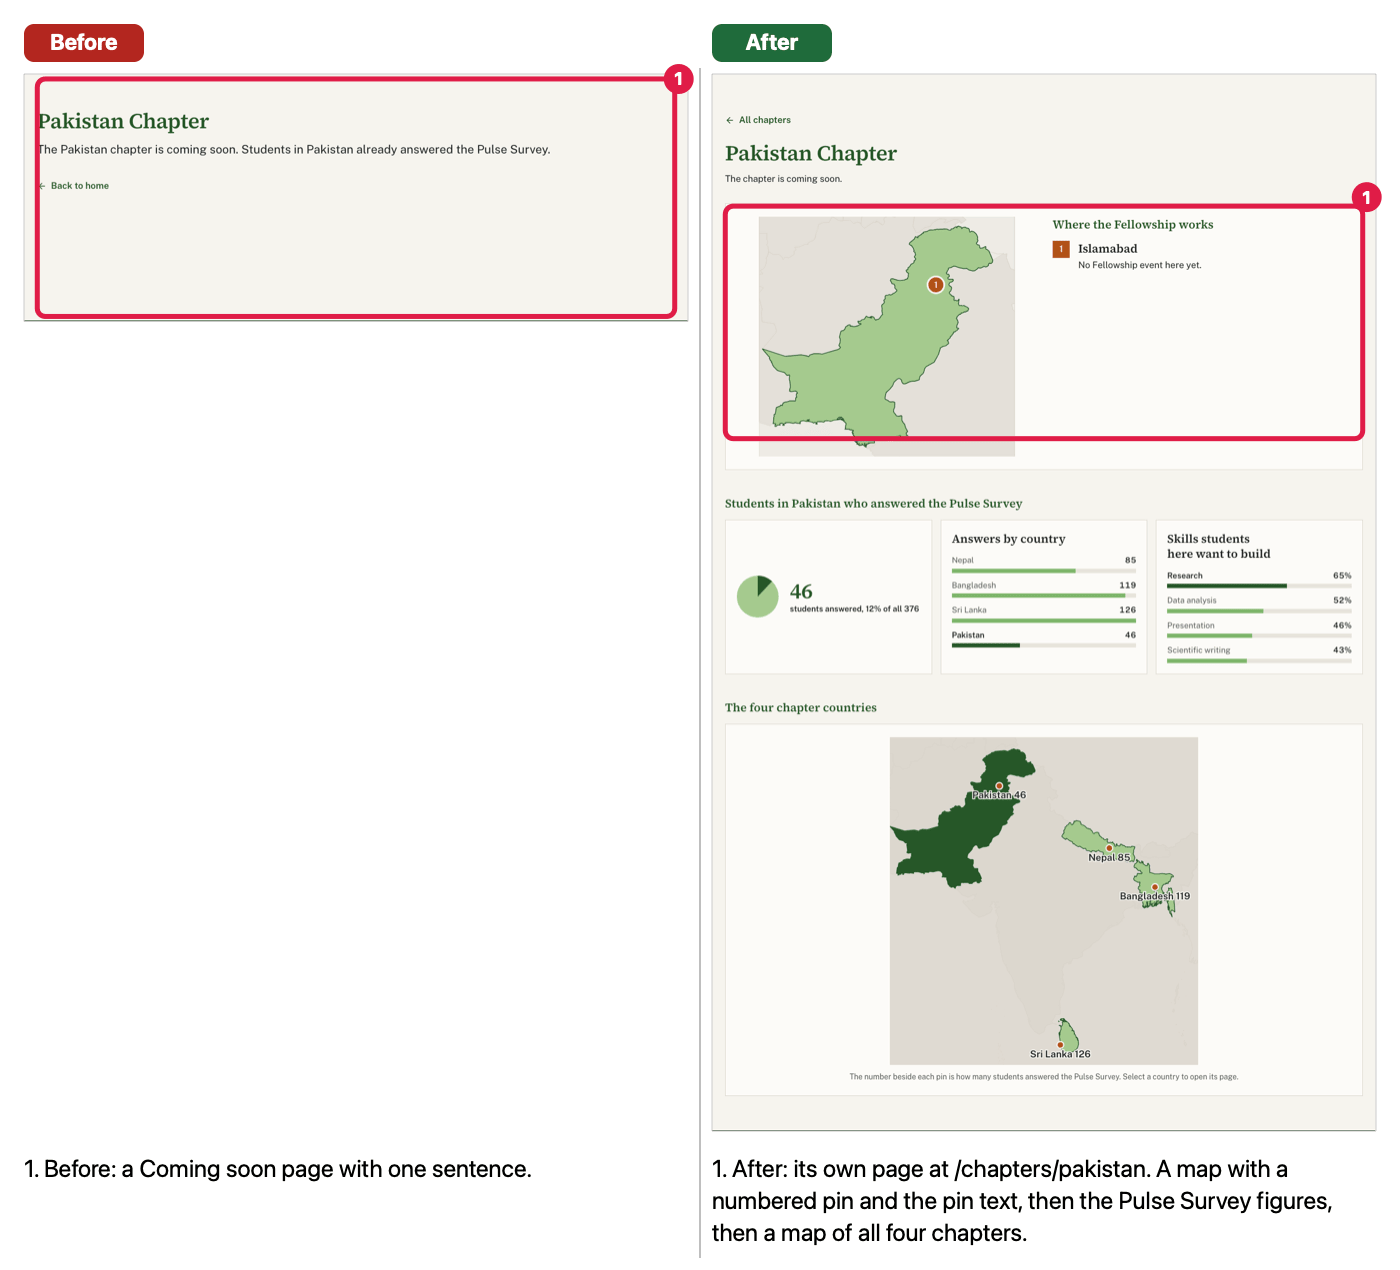 Before
1
Pakistan Chapter
The Pakistan chapter is coming soon. Students in Pakistan already answered the Pulse Survey.
← Back to home
1. Before: a Coming soon page with one sentence.
After
← All chapters
Pakistan Chapter
The chapter is coming soon.
1
1
Where the Fellowship works
1 Islamabad
No Fellowship event here yet.
Students in Pakistan who answered the Pulse Survey
46
students answered, 12% of all 376
Answers by country
Nepal 85
Bangladesh 119
Sri Lanka 126
Pakistan 46
Skills students
here want to build
Research 65%
Data analysis 52%
Presentation 46%
Scientific writing 43%
The four chapter countries
Pakistan 46
Nepal 85
Bangladesh 119
Sri Lanka 126
The number beside each pin is how many students answered the Pulse Survey. Select a country to open its page.
1. After: its own page at /chapters/pakistan. A map with a
numbered pin and the pin text, then the Pulse Survey figures,
then a map of all four chapters.